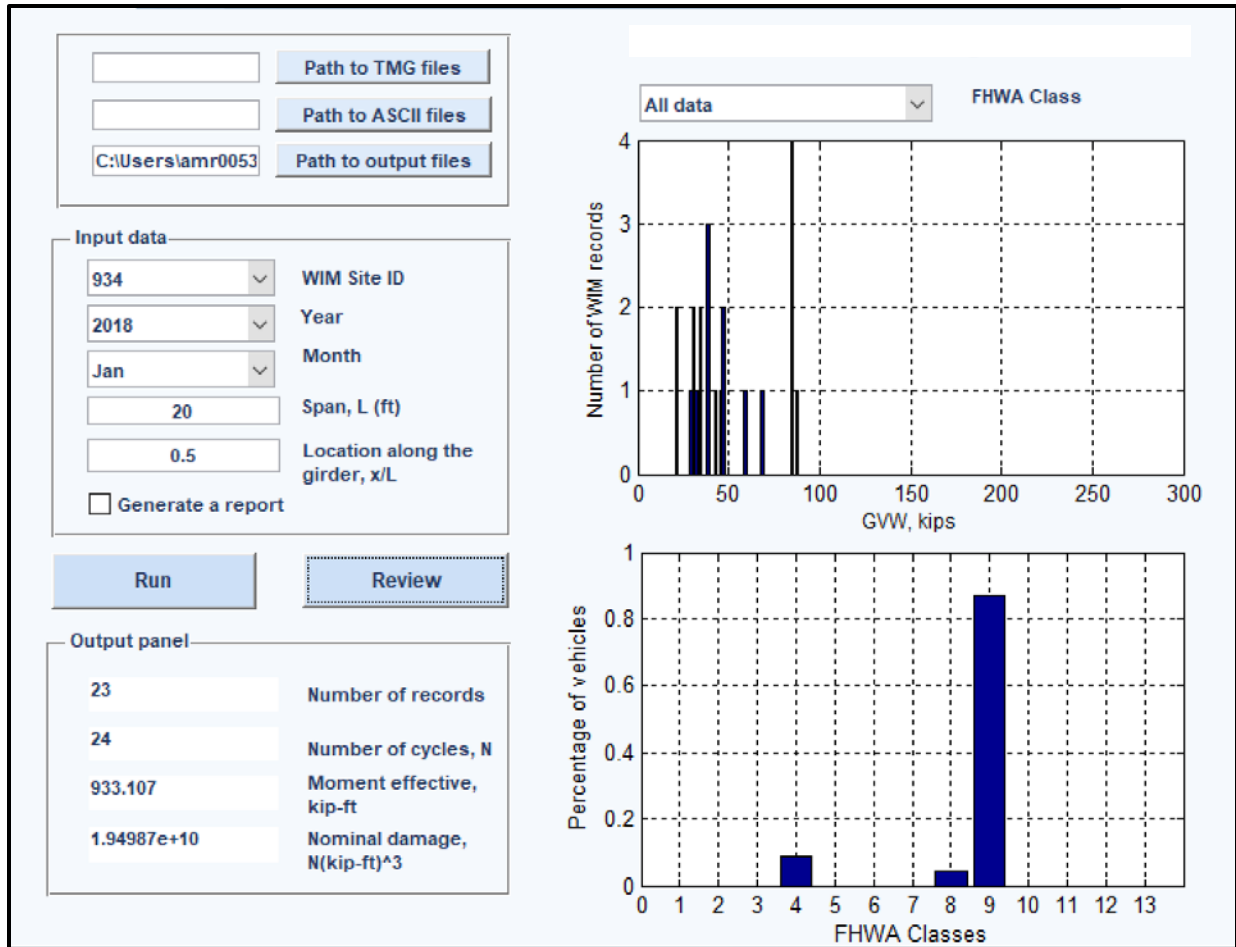 Path to TMG files
Path to ASCII files
C:\Users\amr0053
Path to output files
Input data
934
WIM Site ID
2018
Year
Jan
Month
20
Span, L (ft)
0.5
Location along the
girder, x/L
Generate a report
Run
Review
Output panel
23
Number of records
24
Number of cycles, N
933.107
Moment effective,
kip-ft
1.94987e+10
Nominal damage,
N(kip-ft)^3
All data
FHWA Class
4
3
2
1
0
Number of WIM records
0 50 100 150 200 250 300
GVW, kips
1
0.8
0.6
0.4
0.2
0
Percentage of vehicles
0 1 2 3 4 5 6 7 8 9 10 11 12 13
FHWA Classes